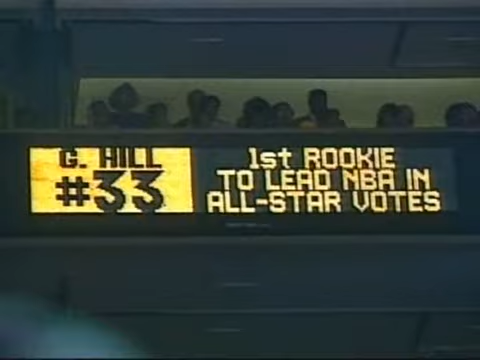 G. HILL
#33
1st ROOKIE
TO LEAD NBA IN
ALL-STAR VOTES